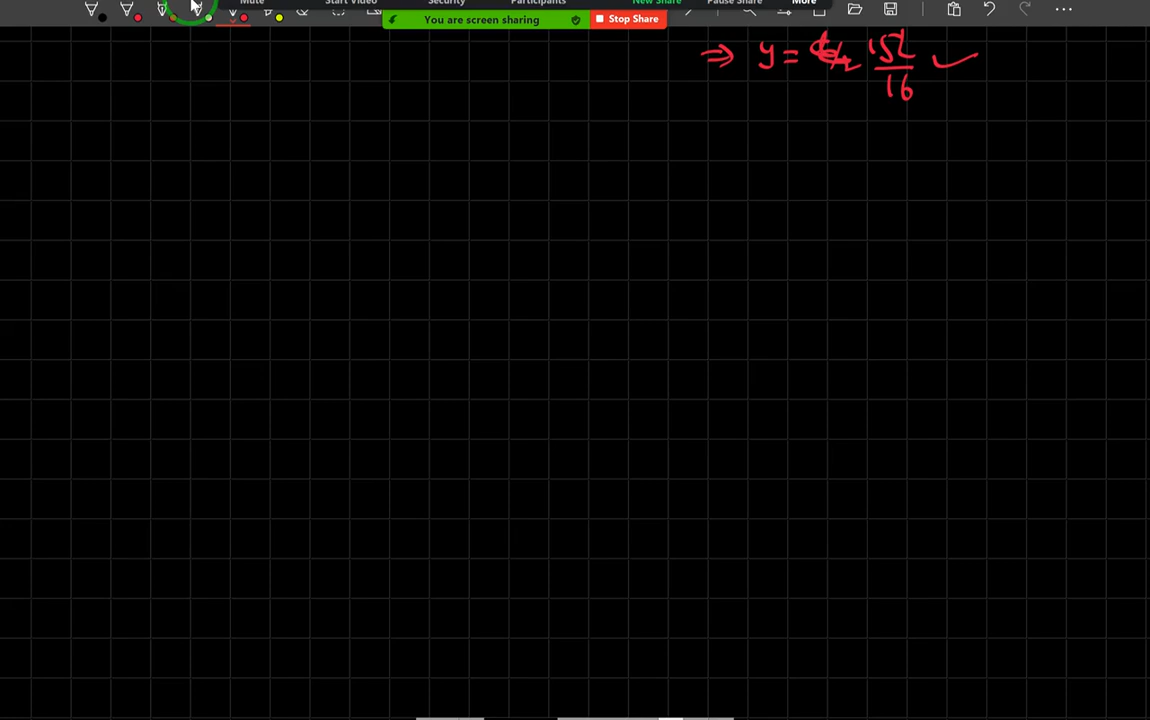 Mute Start Video Security Participants New Share Pause Share More
You are screen sharing Stop Share
⇒ y = 152/16 ✓